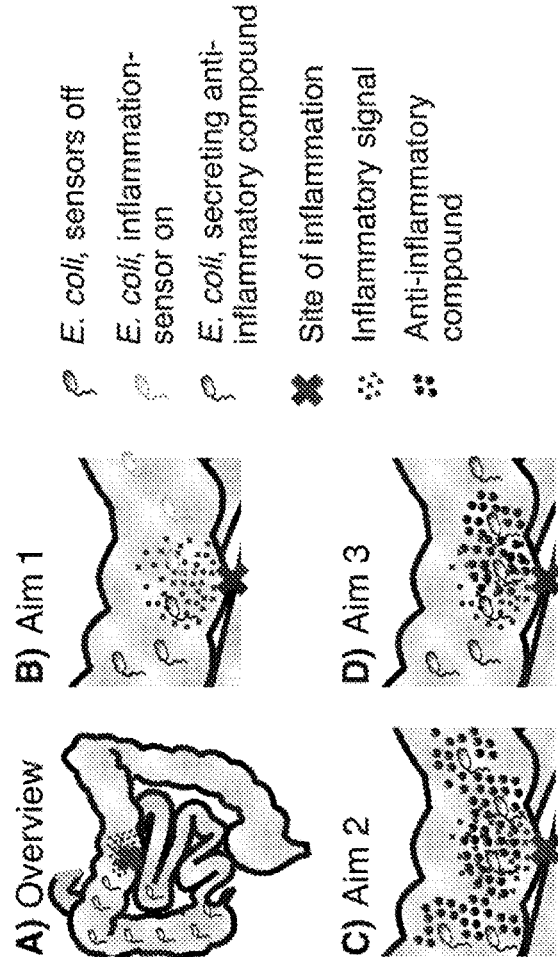 A) Overview
B) Aim 1
C) Aim 2
D) Aim 3
E. coli, sensors off
E. coli, inflammation-
sensor on
E. coli, secreting anti-
inflammatory compound
Site of inflammation
Inflammatory signal
Anti-inflammatory
compound